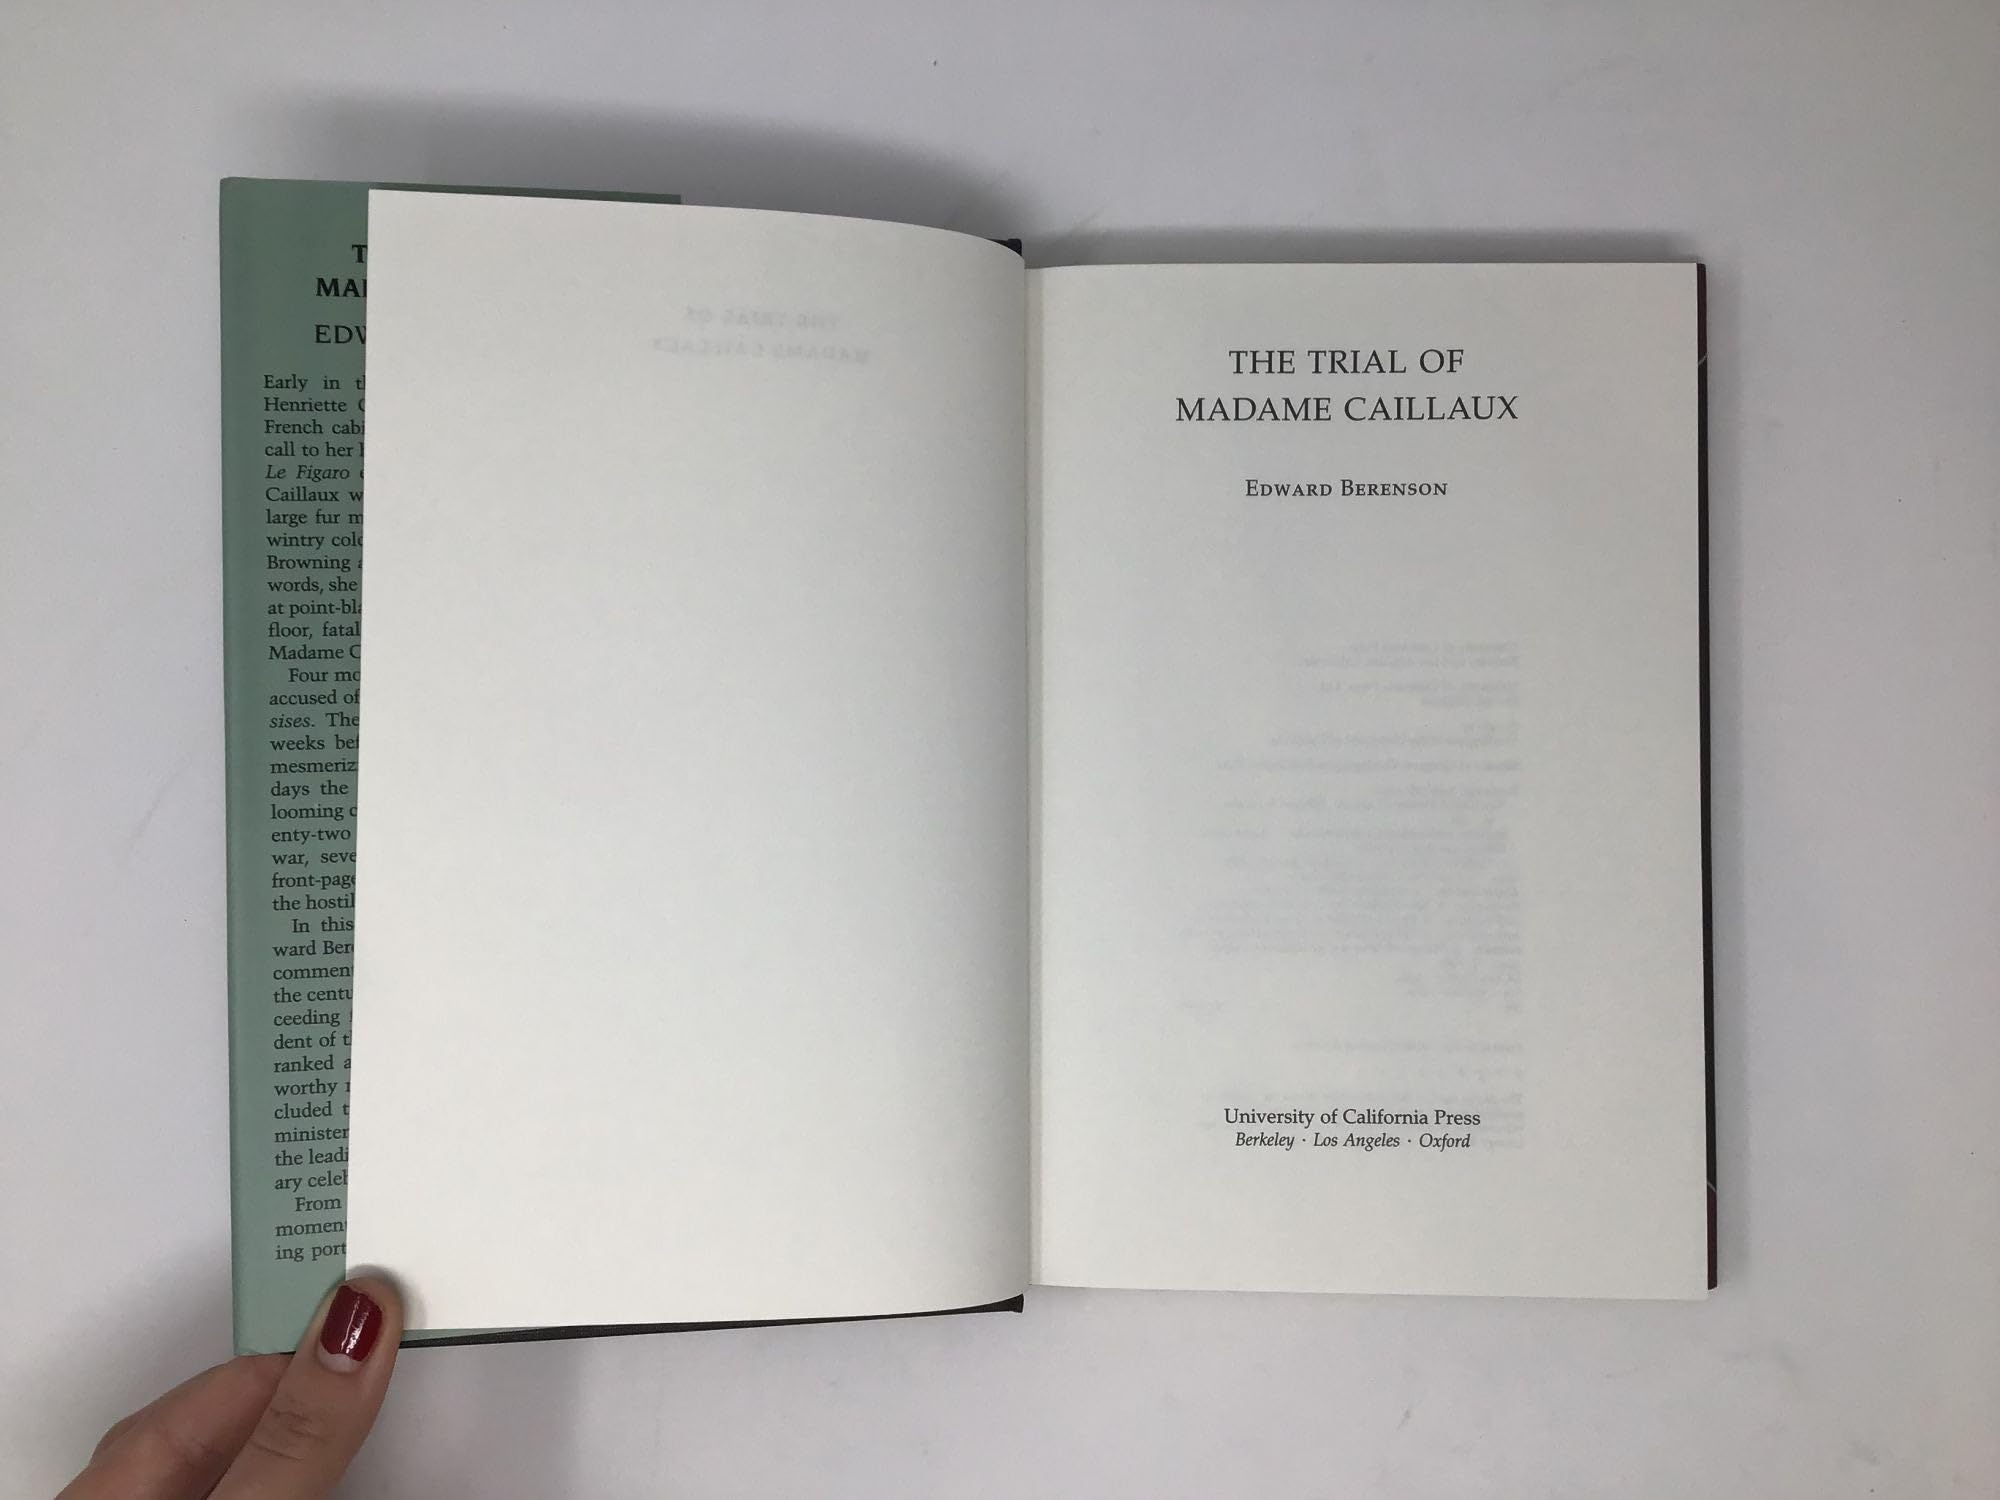 T
MA
EDW
Early in t
Henriette C
French cabi
call to her
Le Figaro
Caillaux w
large fur m
wintry cold
Browning
words, she
at point-bla
floor, fatal
Madame C
Four mo
accused of
sises. The
weeks bef
mesmeriz
days the
looming
enty-two
war, seve
front-page
the hostil
In this
ward Ber
comment
the centu
ceeding
dent of t
ranked a
worthy
cluded t
minister
the leadi
ary celeb
From
moment
ing port
THE TRIAL OF
MADAME CAILLAUX
EDWARD BERENSON
University of California Press
Berkeley · Los Angeles · Oxford